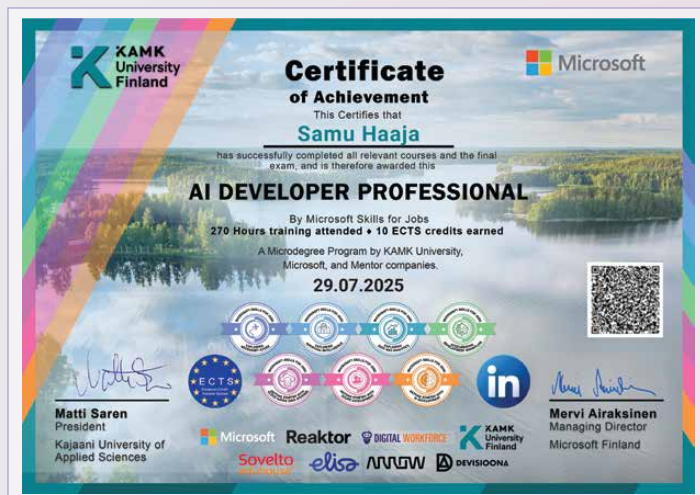 KAMK
University
Finland
Microsoft
Certificate
of Achievement
This Certifies that
Samu Haaja
has successfully completed all relevant courses and the final
exam, and is therefore awarded this
AI DEVELOPER PROFESSIONAL
By Microsoft Skills for Jobs
270 Hours training attended ♦ 10 ECTS credits earned
A Microdegree Program by KAMK University,
Microsoft, and Mentor companies.
29.07.2025
ECTS
in
Matti Saren
President
Kajaani University of
Applied Sciences
Mervi Airaksinen
Managing Director
Microsoft Finland
Microsoft
Reaktor
DIGITAL WORKFORCE
KAMK
University
Finland
Sovelto
elisa
ARROW
DEVISIOONA